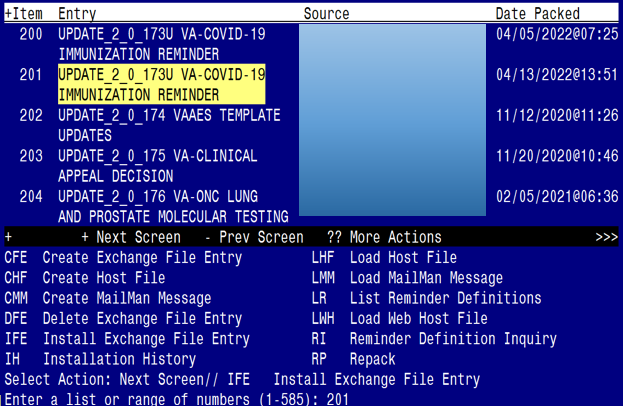 +Item Entry Source Date Packed
200 UPDATE_2_0_173U VA-COVID-19 04/05/2022@07:25
IMMUNIZATION REMINDER
201 UPDATE_2_0_173U VA-COVID-19 04/13/2022@13:51
IMMUNIZATION REMINDER
202 UPDATE_2_0_174 VAAES TEMPLATE 11/12/2020@11:26
UPDATES
203 UPDATE_2_0_175 VA-CLINICAL 11/20/2020@10:46
APPEAL DECISION
204 UPDATE_2_0_176 VA-ONC LUNG 02/05/2021@06:36
AND PROSTATE MOLECULAR TESTING
+ + Next Screen - Prev Screen ?? More Actions >>>
CFE Create Exchange File Entry LHF Load Host File
CHF Create Host File LMM Load MailMan Message
CMM Create MailMan Message LR List Reminder Definitions
DFE Delete Exchange File Entry LWH Load Web Host File
IFE Install Exchange File Entry RI Reminder Definition Inquiry
IH Installation History RP Repack
Select Action: Next Screen// IFE Install Exchange File Entry
Enter a list or range of numbers (1-585): 201